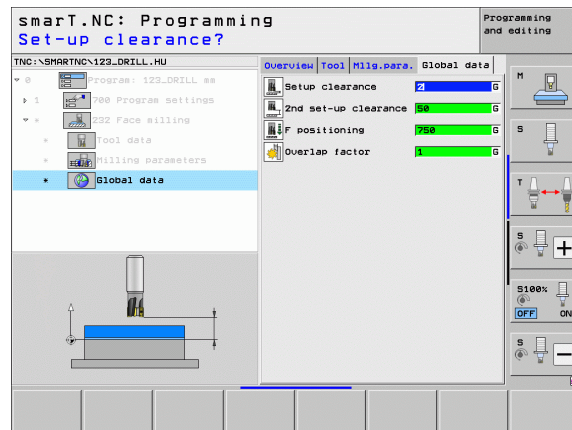 smarT.NC: Programming
Set-up clearance?
Programming
and editing
TNC:\SMARTNC\123_DRILL.HU
0 Program: 123_DRILL mm
1 700 Program settings
* 232 Face milling
* Tool data
* Milling parameters
* Global data
Overview Tool Mllg.para. Global data
Setup clearance 2 G
2nd set-up clearance 50 G
F positioning 750 G
Overlap factor 1 G
M
S
T
S
+
S100%
OFF ON
S
−